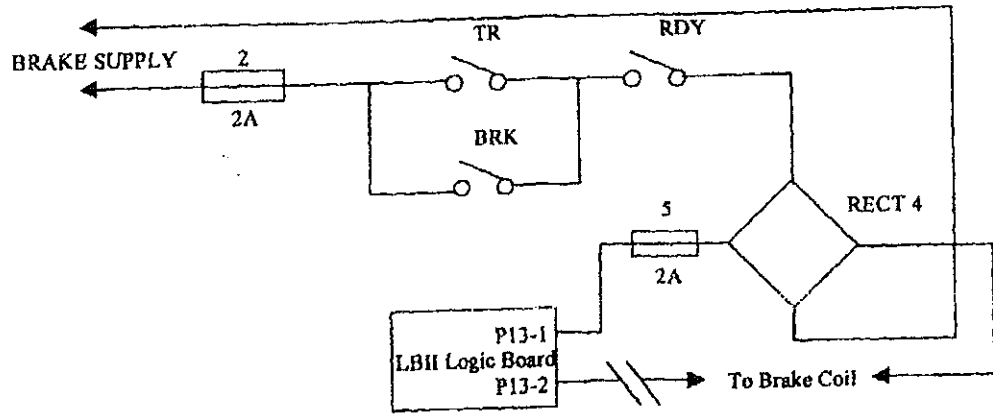 TR
RDY
BRAKE SUPPLY
2
2A
BRK
RECT 4
5
2A
P13-1
LBII Logic Board
P13-2
To Brake Coil